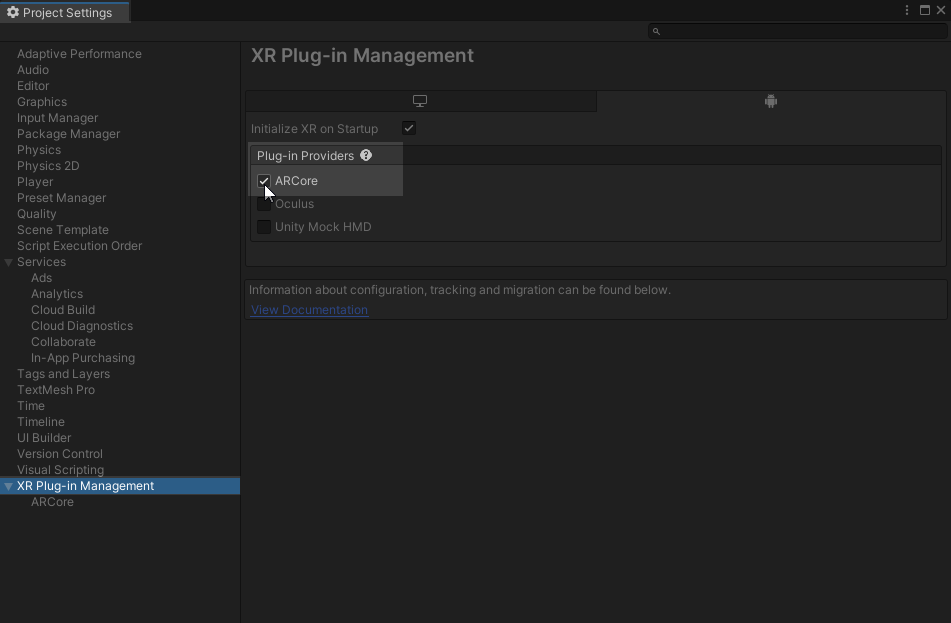 Project Settings
Adaptive Performance
Audio
Editor
Graphics
Input Manager
Package Manager
Physics
Physics 2D
Player
Preset Manager
Quality
Scene Template
Script Execution Order
Services
Ads
Analytics
Cloud Build
Cloud Diagnostics
Collaborate
In-App Purchasing
Tags and Layers
TextMesh Pro
Time
Timeline
UI Builder
Version Control
Visual Scripting
XR Plug-in Management
ARCore
XR Plug-in Management
Initialize XR on Startup
Plug-in Providers
ARCore
Oculus
Unity Mock HMD
Information about configuration, tracking and migration can be found below.
View Documentation